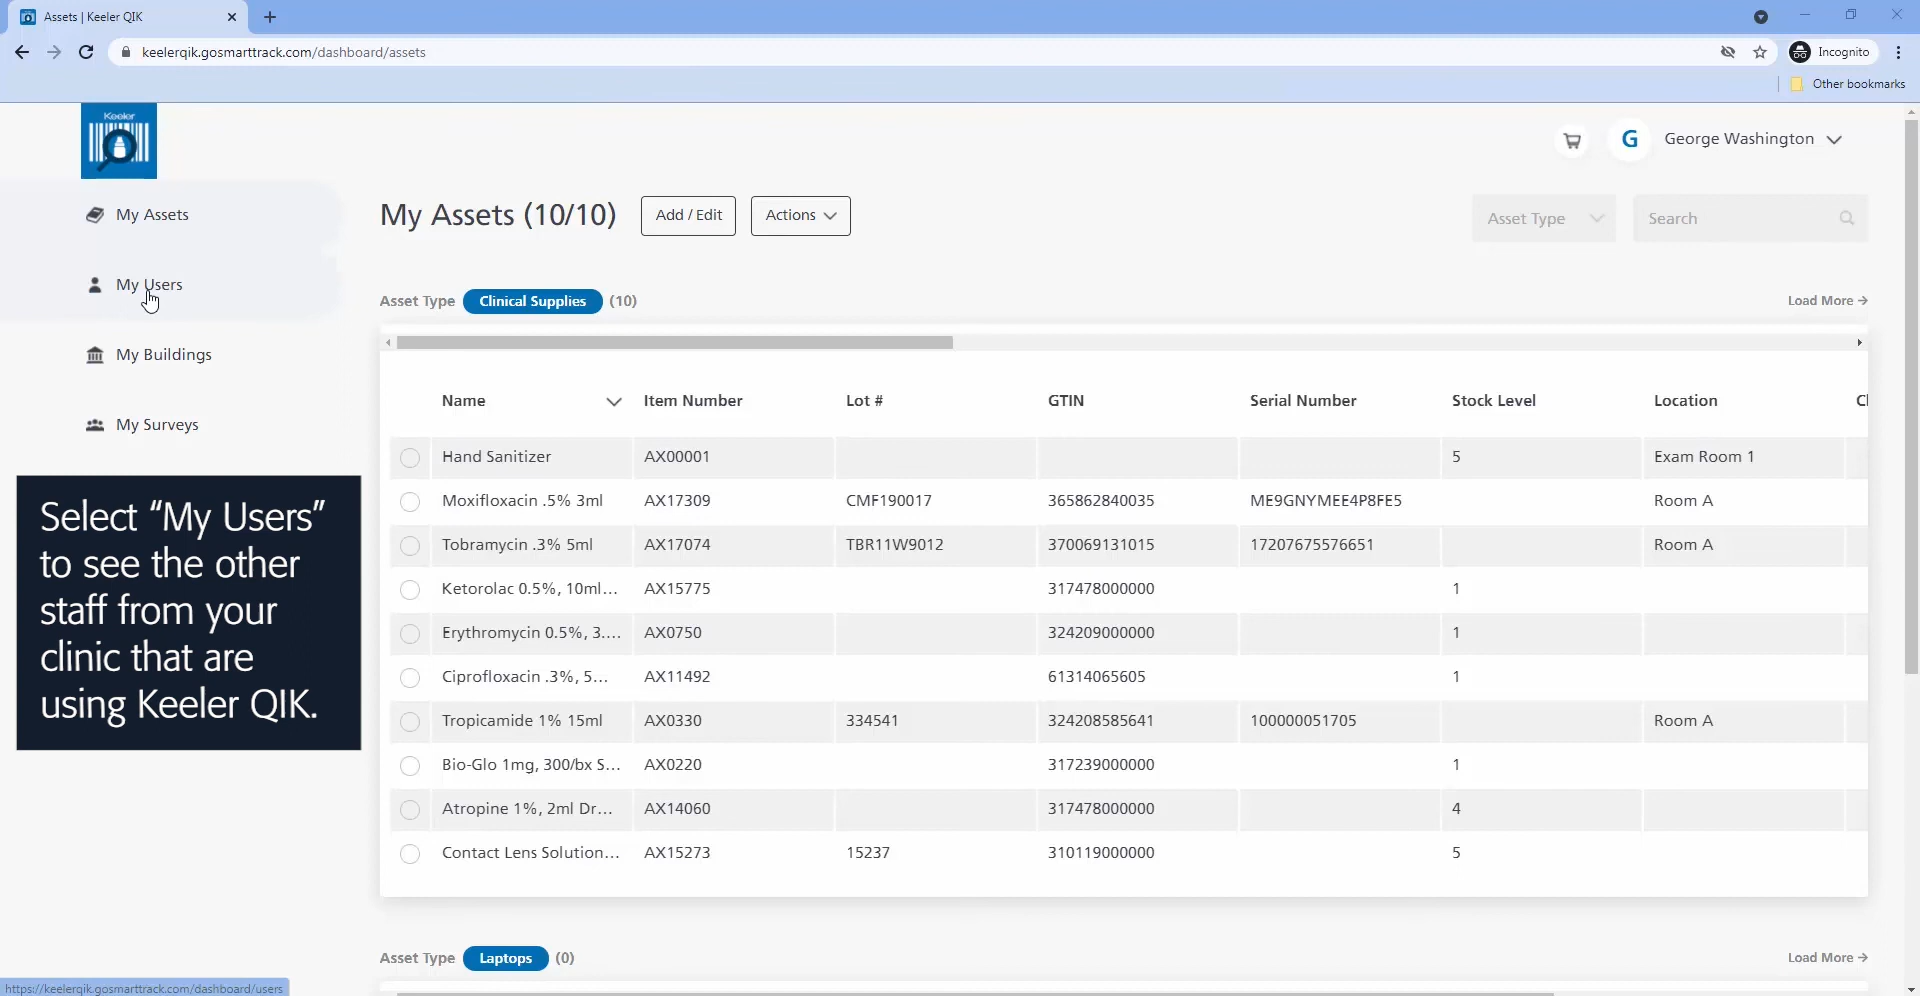 Assets | Keeler QIK
keelerqik.gosmarttrack.com/dashboard/assets
Incognito
Other bookmarks
Keeler
George Washington
G
My Assets
My Users
My Buildings
My Surveys
Select “My Users”
to see the other
staff from your
clinic that are
using Keeler QIK.
My Assets (10/10)
Add / Edit
Actions
Asset Type
Search
Asset Type Clinical Supplies (10)
Load More →
Name Item Number Lot # GTIN Serial Number Stock Level Location Cl
Hand Sanitizer AX00001 5 Exam Room 1
Moxifloxacin .5% 3ml AX17309 CMF190017 365862840035 ME9GNYMEE4P8FE5 Room A
Tobramycin .3% 5ml AX17074 TBR11W9012 370069131015 17207675576651 Room A
Ketorolac 0.5%, 10ml... AX15775 317478000000 1
Erythromycin 0.5%, 3.... AX0750 324209000000 1
Ciprofloxacin .3%, 5... AX11492 61314065605 1
Tropicamide 1% 15ml AX0330 334541 324208585641 100000051705 Room A
Bio-Glo 1mg, 300/bx S... AX0220 317239000000 1
Atropine 1%, 2ml Dr... AX14060 317478000000 4
Contact Lens Solution... AX15273 15237 310119000000 5
Asset Type Laptops (0)
Load More →
https://keelerqik.gosmarttrack.com/dashboard/users